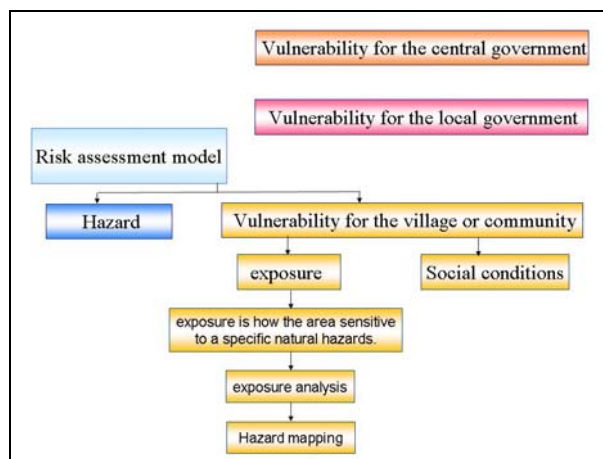 Vulnerability for the central government
Vulnerability for the local government
Risk assessment model
Hazard
Vulnerability for the village or community
exposure
Social conditions
exposure is how the area sensitive
to a specific natural hazards.
exposure analysis
Hazard mapping